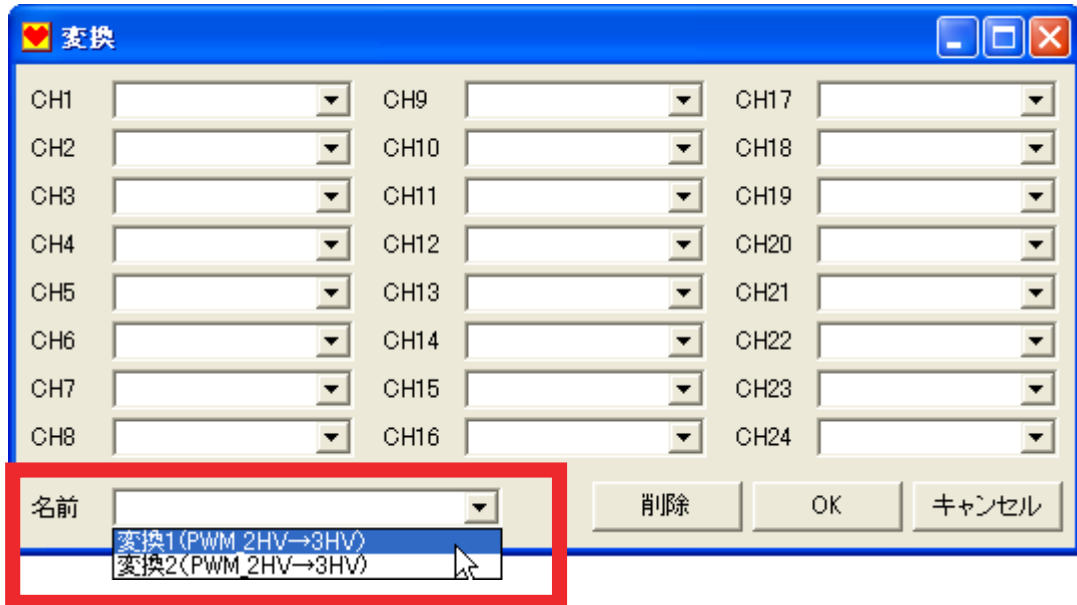 変換
CH1 CH9 CH17
CH2 CH10 CH18
CH3 CH11 CH19
CH4 CH12 CH20
CH5 CH13 CH21
CH6 CH14 CH22
CH7 CH15 CH23
CH8 CH16 CH24
名前 削除 OK キャンセル
変換1(PWM_2HV→3HV)
変換2(PWM_2HV→3HV)